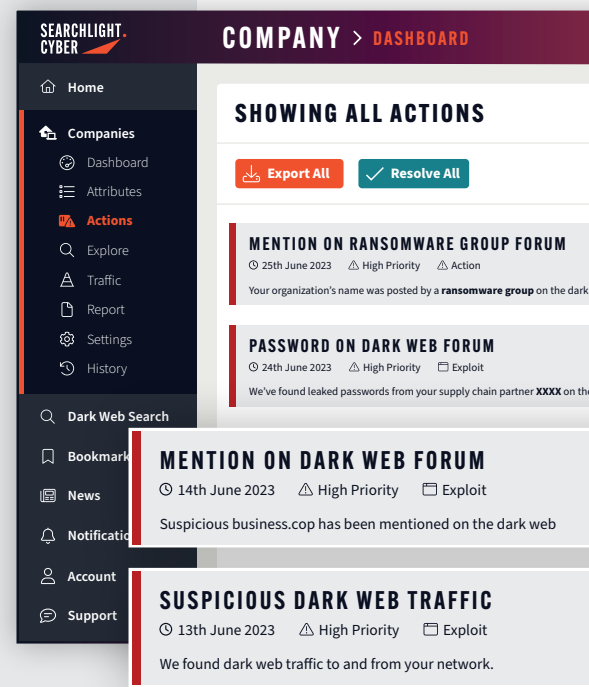 SEARCHLIGHT.
CYBER
COMPANY > DASHBOARD
Home
Companies
Dashboard
Attributes
Actions
Explore
Traffic
Report
Settings
History
Dark Web Search
Bookmark
News
Notificatio
Account
Support
SHOWING ALL ACTIONS
Export All
Resolve All
MENTION ON RANSOMWARE GROUP FORUM
25th June 2023 High Priority Action
Your organization's name was posted by a ransomware group on the dark
PASSWORD ON DARK WEB FORUM
24th June 2023 High Priority Exploit
We've found leaked passwords from your supply chain partner XXXX on the
MENTION ON DARK WEB FORUM
14th June 2023 High Priority Exploit
Suspicious business.cop has been mentioned on the dark web
SUSPICIOUS DARK WEB TRAFFIC
13th June 2023 High Priority Exploit
We found dark web traffic to and from your network.